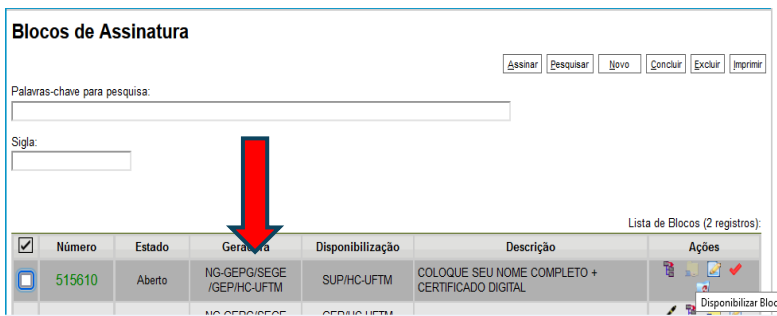 Blocos de Assinatura
Assinar Pesquisar Novo Concluir Excluir Imprimir
Palavras-chave para pesquisa:
Sigla:
Lista de Blocos (2 registros):
Número Estado Geradora Disponibilização Descrição Ações
515610 Aberto NG-GEPG/SEGE SUP/HC-UFTM COLOQUE SEU NOME COMPLETO +
/GEP/HC-UFTM CERTIFICADO DIGITAL
Disponibilizar Bloc